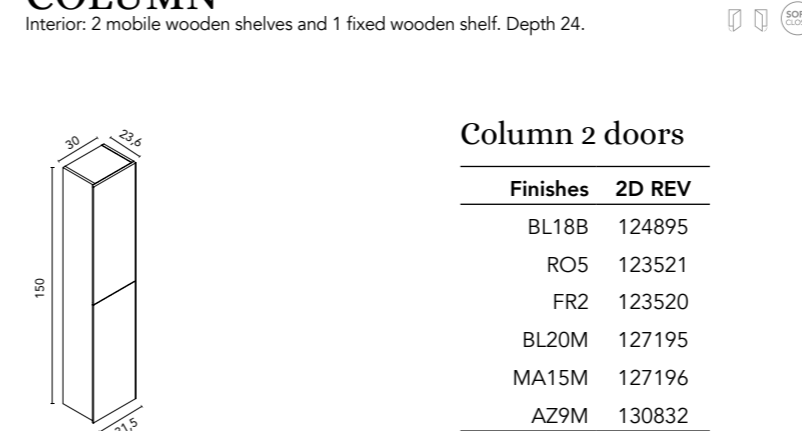 COLUMN
Interior: 2 mobile wooden shelves and 1 fixed wooden shelf. Depth 24.
30
23,6
150
21,5
Column 2 doors
Finishes 2D REV
BL18B 124895
RO5 123521
FR2 123520
BL20M 127195
MA15M 127196
AZ9M 130832